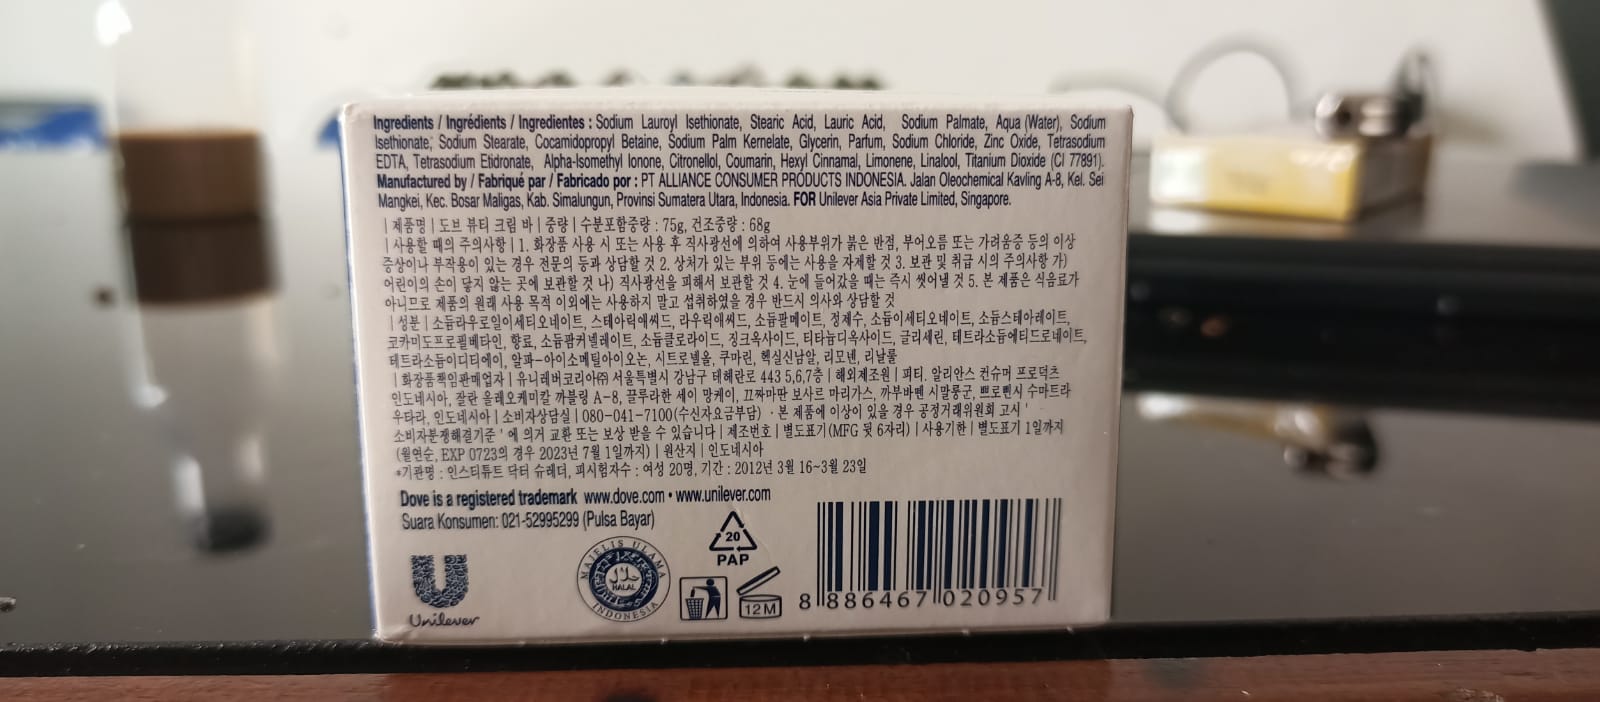 Ingredients / Ingrédients / Ingredientes : Sodium Lauroyl Isethionate, Stearic Acid, Lauric Acid, Sodium Palmate, Aqua (Water), Sodium
Isethionate, Sodium Stearate, Cocamidopropyl Betaine, Sodium Palm Kernelate, Glycerin, Parfum, Sodium Chloride, Zinc Oxide, Tetrasodium
EDTA, Tetrasodium Etidronate, Alpha-Isomethyl Ionone, Citronellol, Coumarin, Hexyl Cinnamal, Limonene, Linalool, Titanium Dioxide (CI 77891).
Manufactured by / Fabriqué par / Fabricado por : PT ALLIANCE CONSUMER PRODUCTS INDONESIA. Jalan Oleochemical Kavling A-8, Kel. Sei
Mangkei, Kec. Bosar Maligas, Kab. Simalungun, Provinsi Sumatera Utara, Indonesia. FOR Unilever Asia Private Limited, Singapore.
| 제품명 | 도브 뷰티 크림 바 | 중량 | 수분포함중량 : 75g, 건조중량 : 68g
| 사용할 때의 주의사항 | 1. 화장품 사용 시 또는 사용 후 직사광선에 의하여 사용부위가 붉은 반점, 부어오름 또는 가려움증 등의 이상
증상이나 부작용이 있는 경우 전문의 등과 상담할 것 2. 상처가 있는 부위 등에는 사용을 자제할 것 3. 보관 및 취급 시의 주의사항 가)
어린이의 손이 닿지 않는 곳에 보관할 것 나) 직사광선을 피해서 보관할 것 4. 눈에 들어갔을 때는 즉시 씻어낼 것 5. 본 제품은 식음료가
아니므로 제품의 원래 사용 목적 이외에는 사용하지 말고 섭취하였을 경우 반드시 의사와 상담할 것
| 성분 | 소듐라우로일이세티오네이트, 스테아릭애씨드, 라우릭애씨드, 소듐팔메이트, 정제수, 소듐이세티오네이트, 소듐스테아레이트,
코카미도프로필베타인, 향료, 소듐팜커넬레이트, 소듐클로라이드, 징크옥사이드, 티타늄디옥사이드, 글리세린, 테트라소듐에티드로네이트,
테트라소듐이디티에이, 알파-아이소메틸아이오논, 시트로넬올, 쿠마린, 헥실신남알, 리모넨, 리날룰
| 화장품책임판매업자 | 유니레버코리아㈜ 서울특별시 강남구 테헤란로 443 5,6,7층 | 해외제조원 | 피티. 알리안스 컨슈머 프로덕츠
인도네시아, 잘란 올레오케미칼 까블링 A-8, 끌루라한 세이 망케이, 끄짜마딴 보사르 마리가스, 까부바뗀 시말룽군, 쁘로삔시 수마트라
우타라, 인도네시아 | 소비자상담실 | 080-041-7100(수신자요금부담) · 본 제품에 이상이 있을 경우 공정거래위원회 고시 '
소비자분쟁해결기준 ' 에 의거 교환 또는 보상 받을 수 있습니다 | 제조번호 | 별도표기(MFG 뒷 6자리) | 사용기한 | 별도표기 1일까지
(월연순, EXP 0723의 경우 2023년 7월 1일까지) | 원산지 | 인도네시아
*기관명 : 인스티튜트 닥터 슈레더, 피시험자수 : 여성 20명, 기간 : 2012년 3월 16~3월 23일
Dove is a registered trademark www.dove.com • www.unilever.com
Suara Konsumen: 021-52995299 (Pulsa Bayar)
Unilever
MAJELIS ULAMA
حلال
HALAL
INDONESIA
20
PAP
12M
8 886467 020957